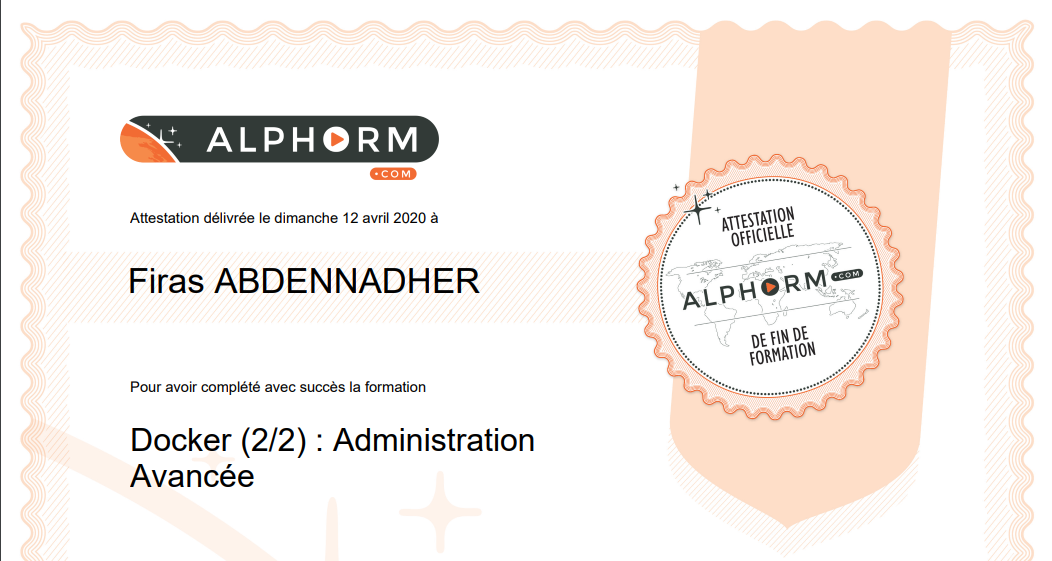 ALPHORM
•COM
Attestation délivrée le dimanche 12 avril 2020 à
Firas ABDENNADHER
Pour avoir complété avec succès la formation
Docker (2/2) : Administration
Avancée
ATTESTATION
OFFICIELLE
ALPHORM •COM
DE FIN DE
FORMATION